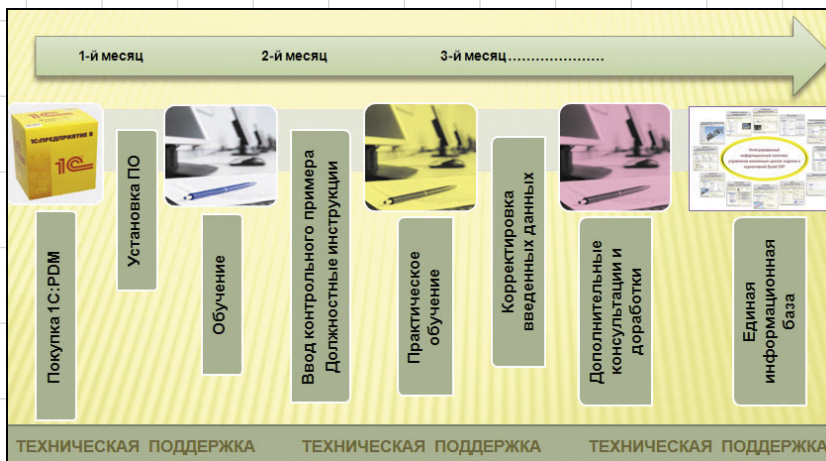 1-й месяц
2-й месяц
3-й месяц.....................
1С:ПРЕДПРИЯТИЕ 8
1С
Покупка 1С:PDM
Установка ПО
Обучение
Ввод контрольного примера
Должностные инструкции
Практическое
обучение
Корректировка
введенных данных
Дополнительные
консультации и
доработки
Единая
информационная
база
ТЕХНИЧЕСКАЯ ПОДДЕРЖКА
ТЕХНИЧЕСКАЯ ПОДДЕРЖКА
ТЕХНИЧЕСКАЯ ПОДДЕРЖКА